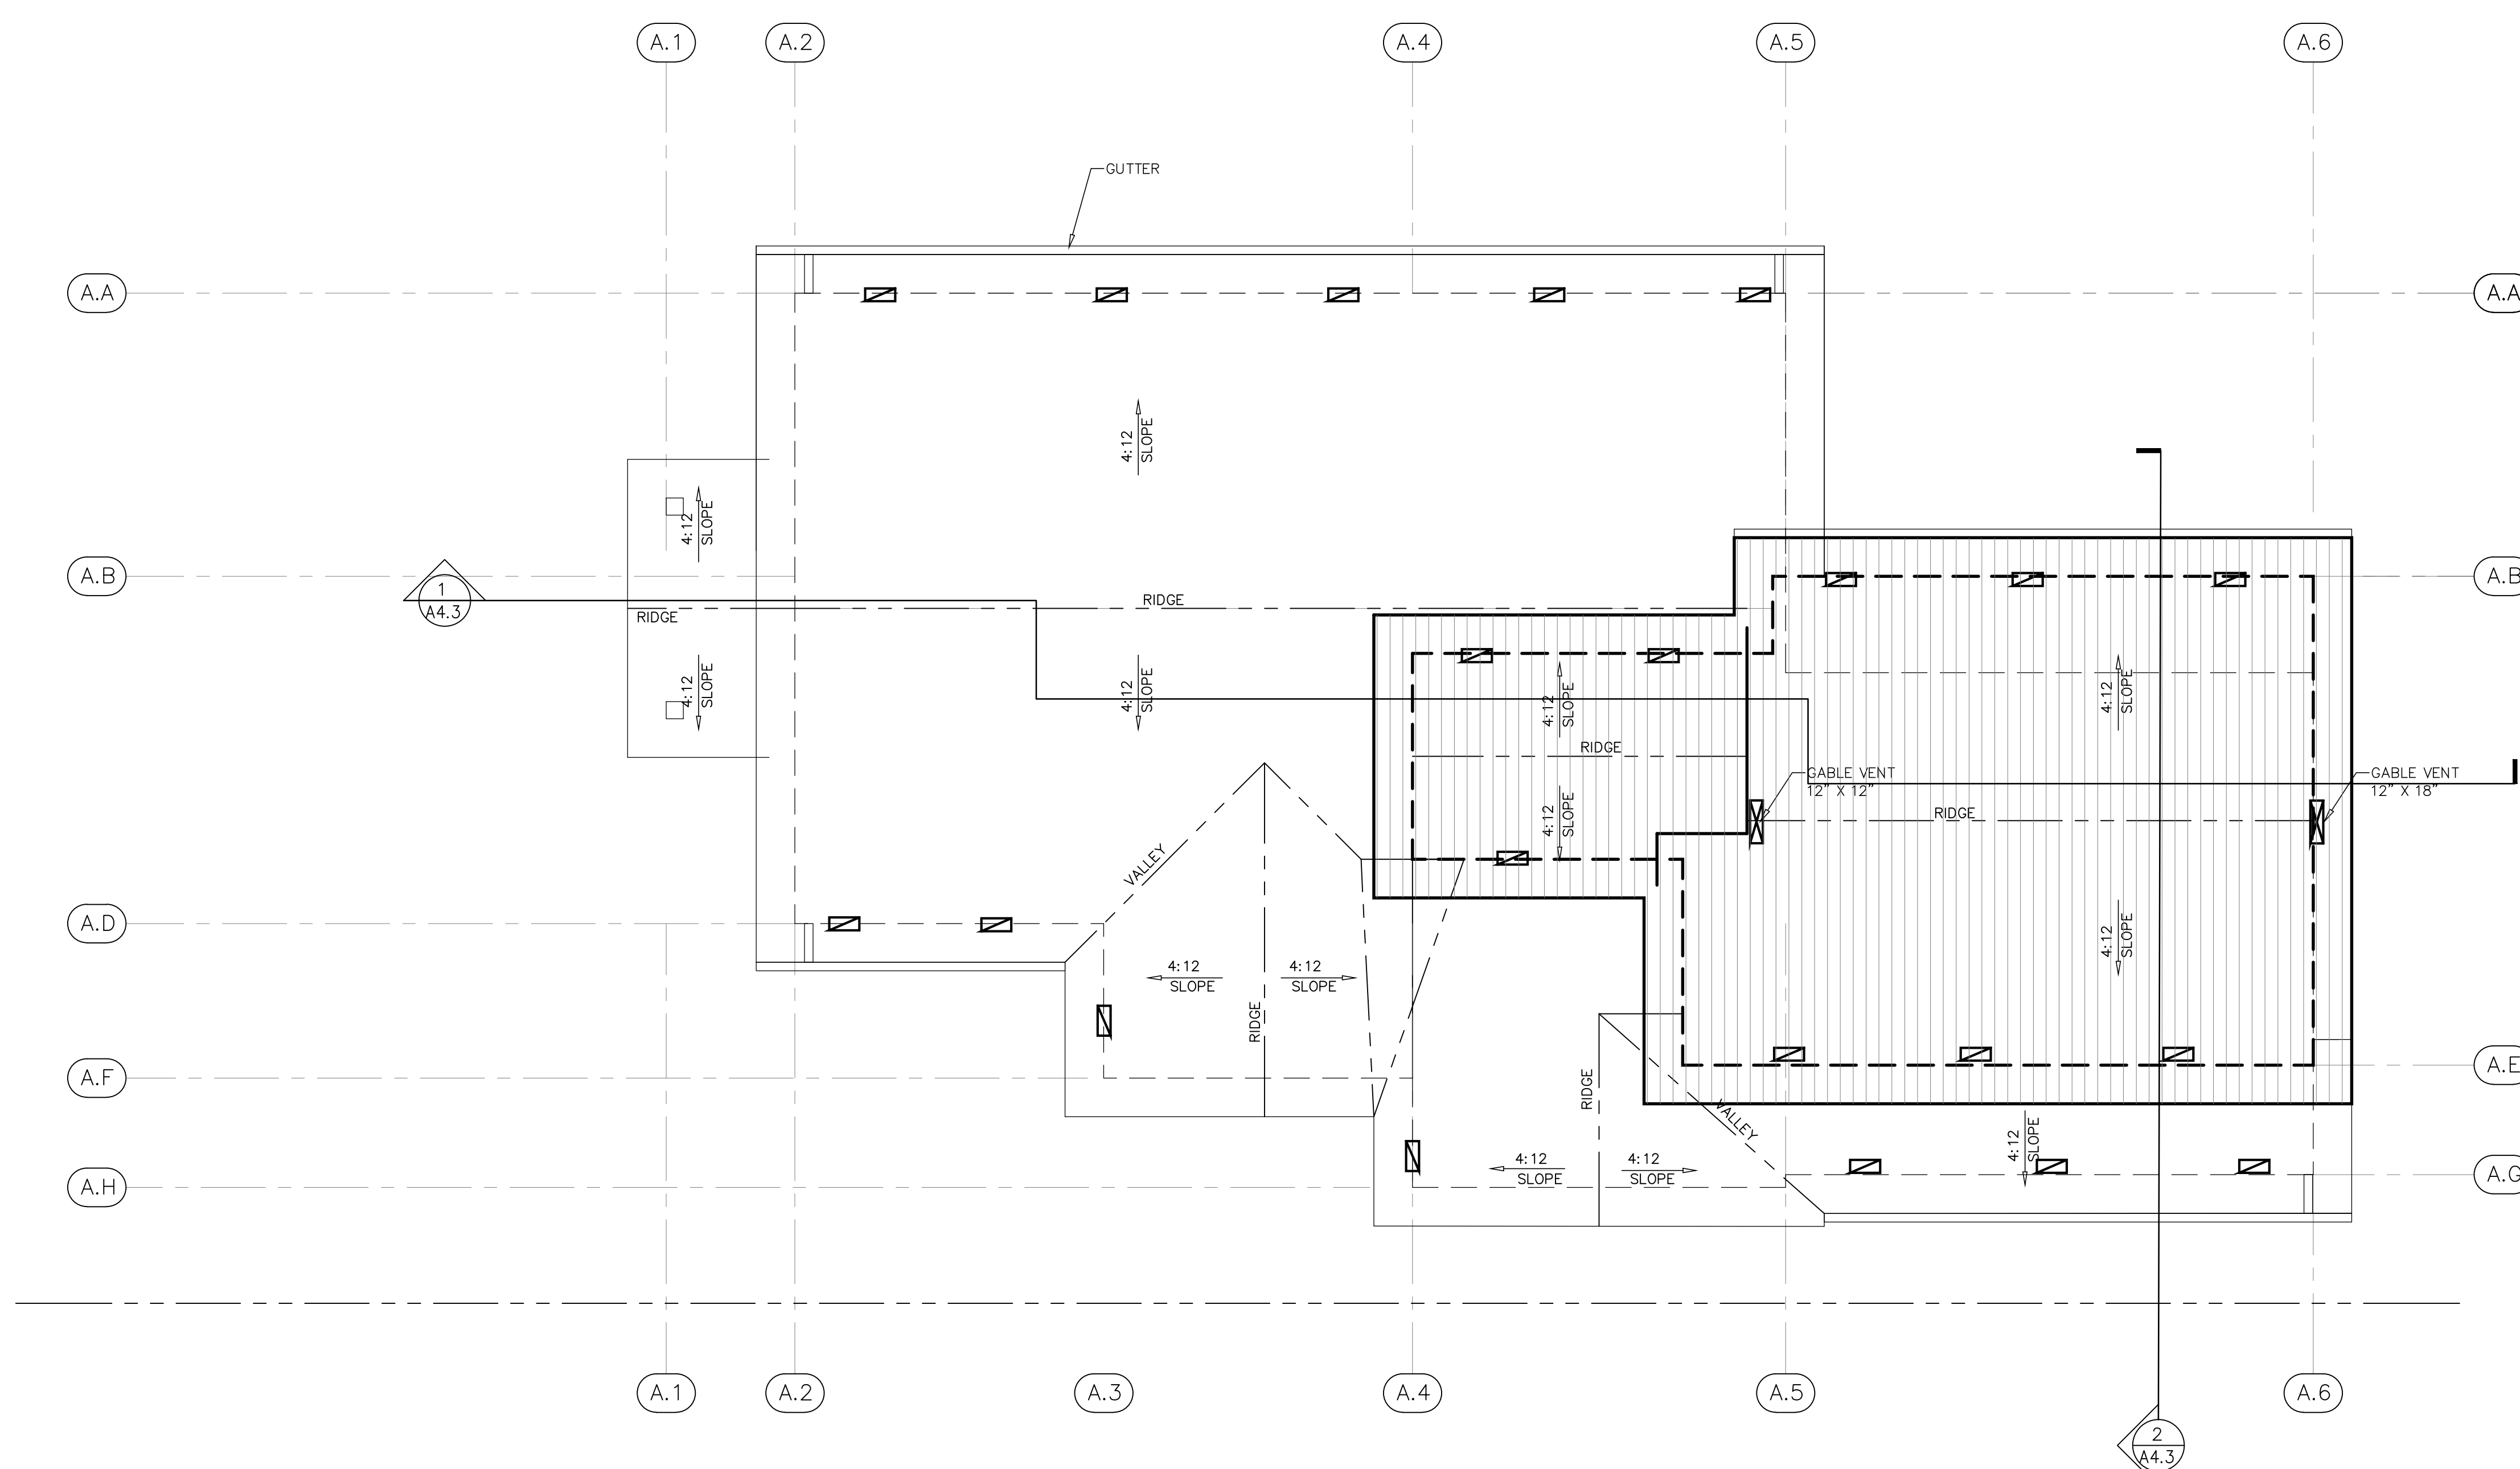 A.1
A.2
A.4
A.5
A.6
GUTTER
A.A
A.A
4:12
SLOPE
4:12
SLOPE
A.B
A.B
1
A4.3
RIDGE
RIDGE
4:12
SLOPE
4:12
SLOPE
4:12
SLOPE
4:12
SLOPE
RIDGE
GABLE VENT
12" X 12"
GABLE VENT
12" X 18"
4:12
SLOPE
RIDGE
VALLEY
A.D
4:12
SLOPE
4:12
SLOPE
4:12
SLOPE
RIDGE
A.F
A.E
RIDGE
VALLEY
4:12
SLOPE
4:12
SLOPE
4:12
SLOPE
A.H
A.G
A.1
A.2
A.3
A.4
A.5
A.6
2
A4.3